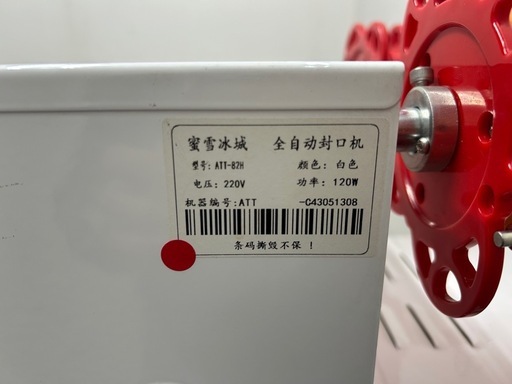 蜜雪冰城 全自动封口机
型号: ATT-82H 颜色: 白色
电压: 220V 功率: 120W
机器编号: ATT -C43051308
条码撕毁不保 !